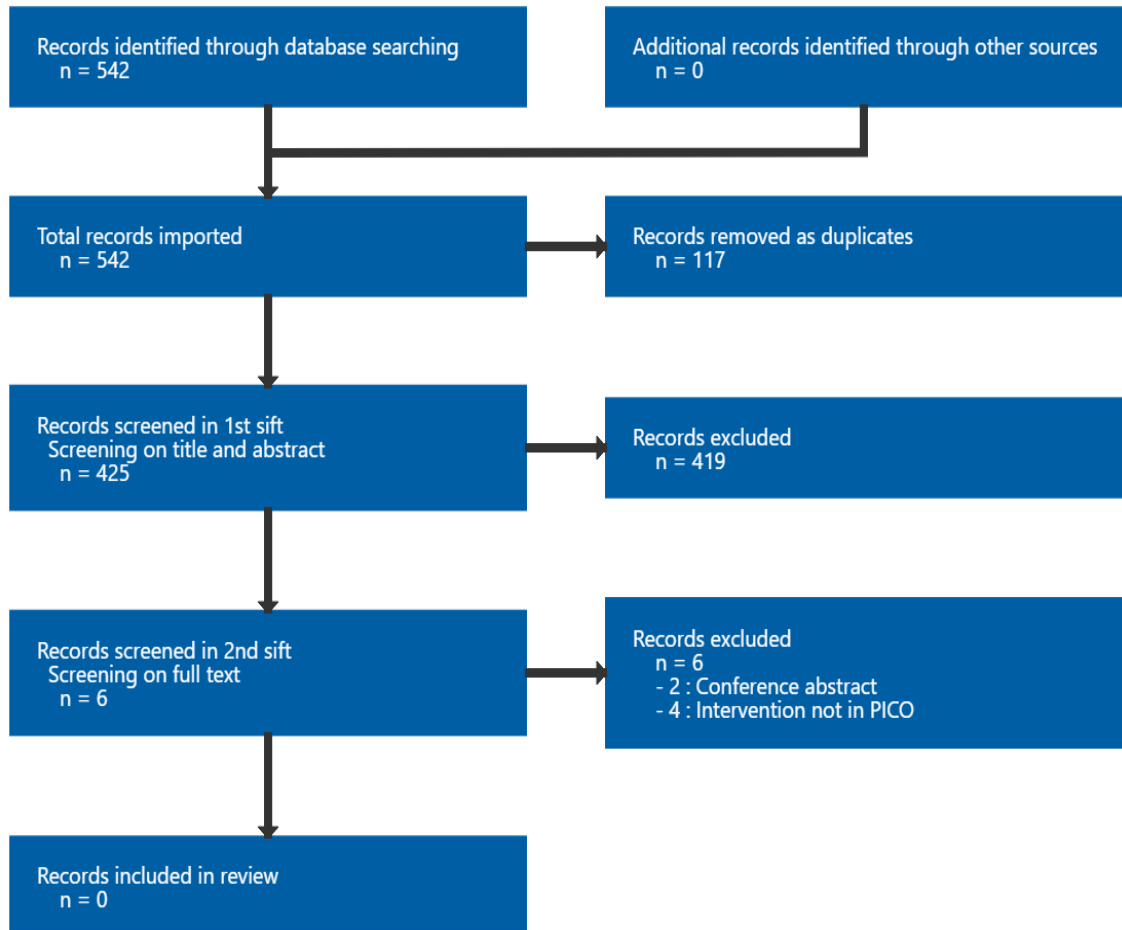 Records identified through database searching
n = 542
Additional records identified through other sources
n = 0
Total records imported
n = 542
Records removed as duplicates
n = 117
Records screened in 1st sift
Screening on title and abstract
n = 425
Records excluded
n = 419
Records screened in 2nd sift
Screening on full text
n = 6
Records excluded
n = 6
- 2 : Conference abstract
- 4 : Intervention not in PICO
Records included in review
n = 0